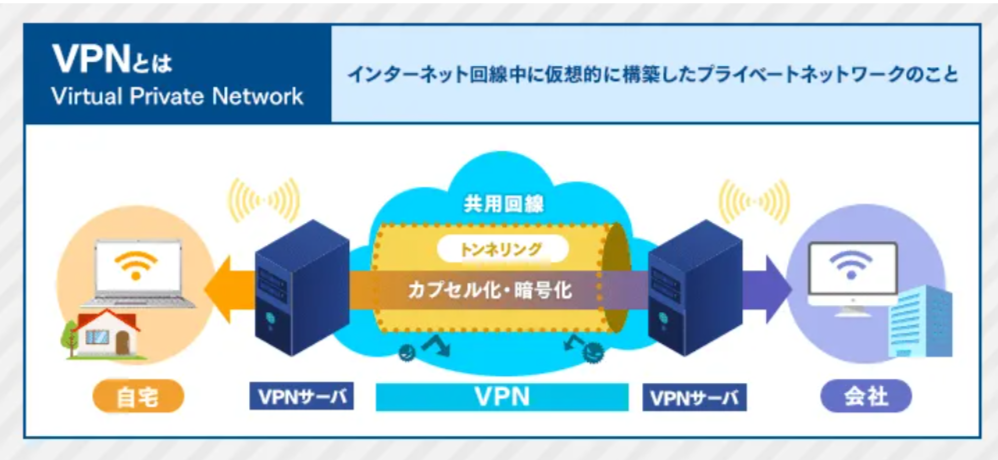 VPNとは
Virtual Private Network
インターネット回線中に仮想的に構築したプライベートネットワークのこと
共用回線
トンネリング
カプセル化・暗号化
自宅
VPNサーバ
VPN
VPNサーバ
会社